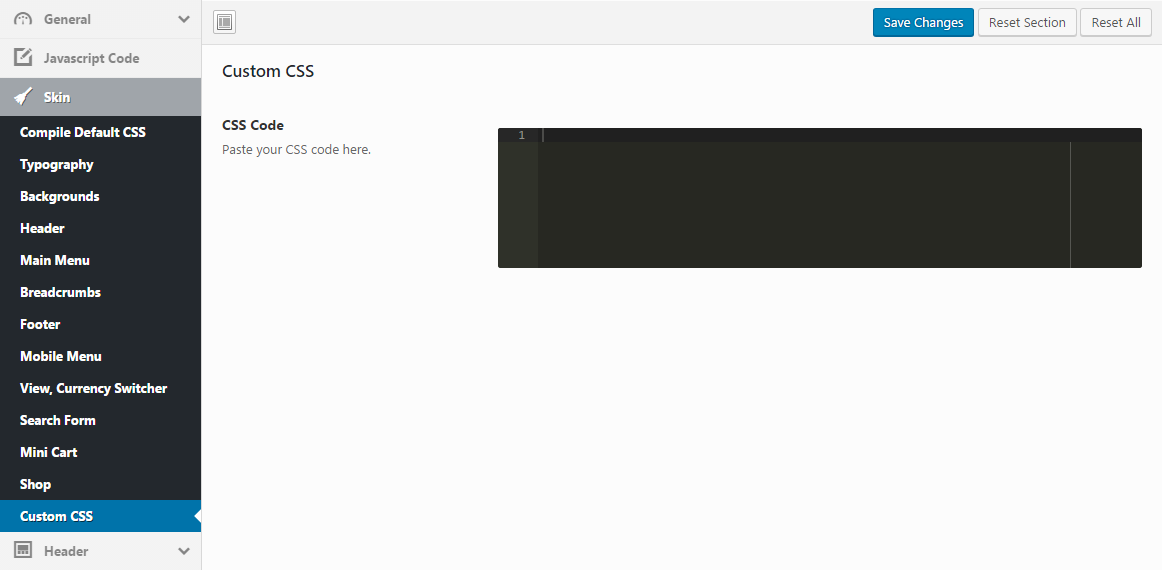 General
Javascript Code
Skin
Compile Default CSS
Typography
Backgrounds
Header
Main Menu
Breadcrumbs
Footer
Mobile Menu
View, Currency Switcher
Search Form
Mini Cart
Shop
Custom CSS
Header
Save Changes Reset Section Reset All
Custom CSS
CSS Code
Paste your CSS code here.
1